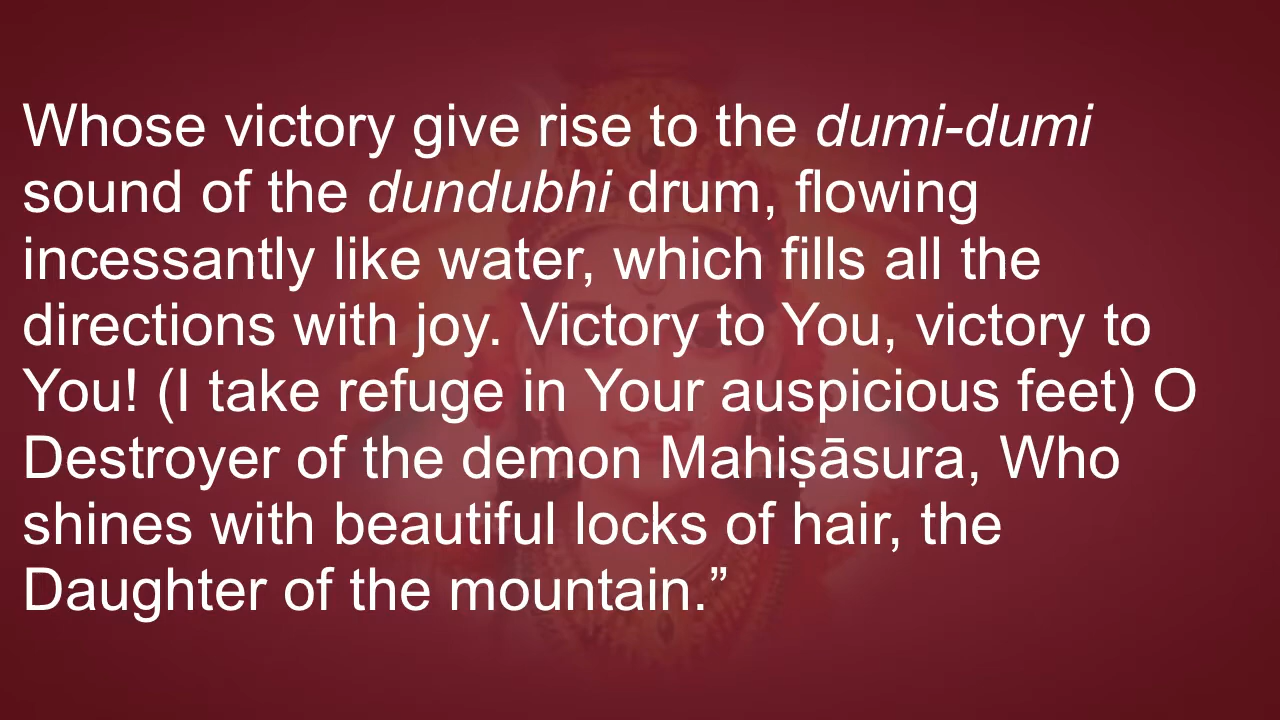 Whose victory give rise to the dumi-dumi
sound of the dundubhi drum, flowing
incessantly like water, which fills all the
directions with joy. Victory to You, victory to
You! (I take refuge in Your auspicious feet) O
Destroyer of the demon Mahiṣāsura, Who
shines with beautiful locks of hair, the
Daughter of the mountain.”